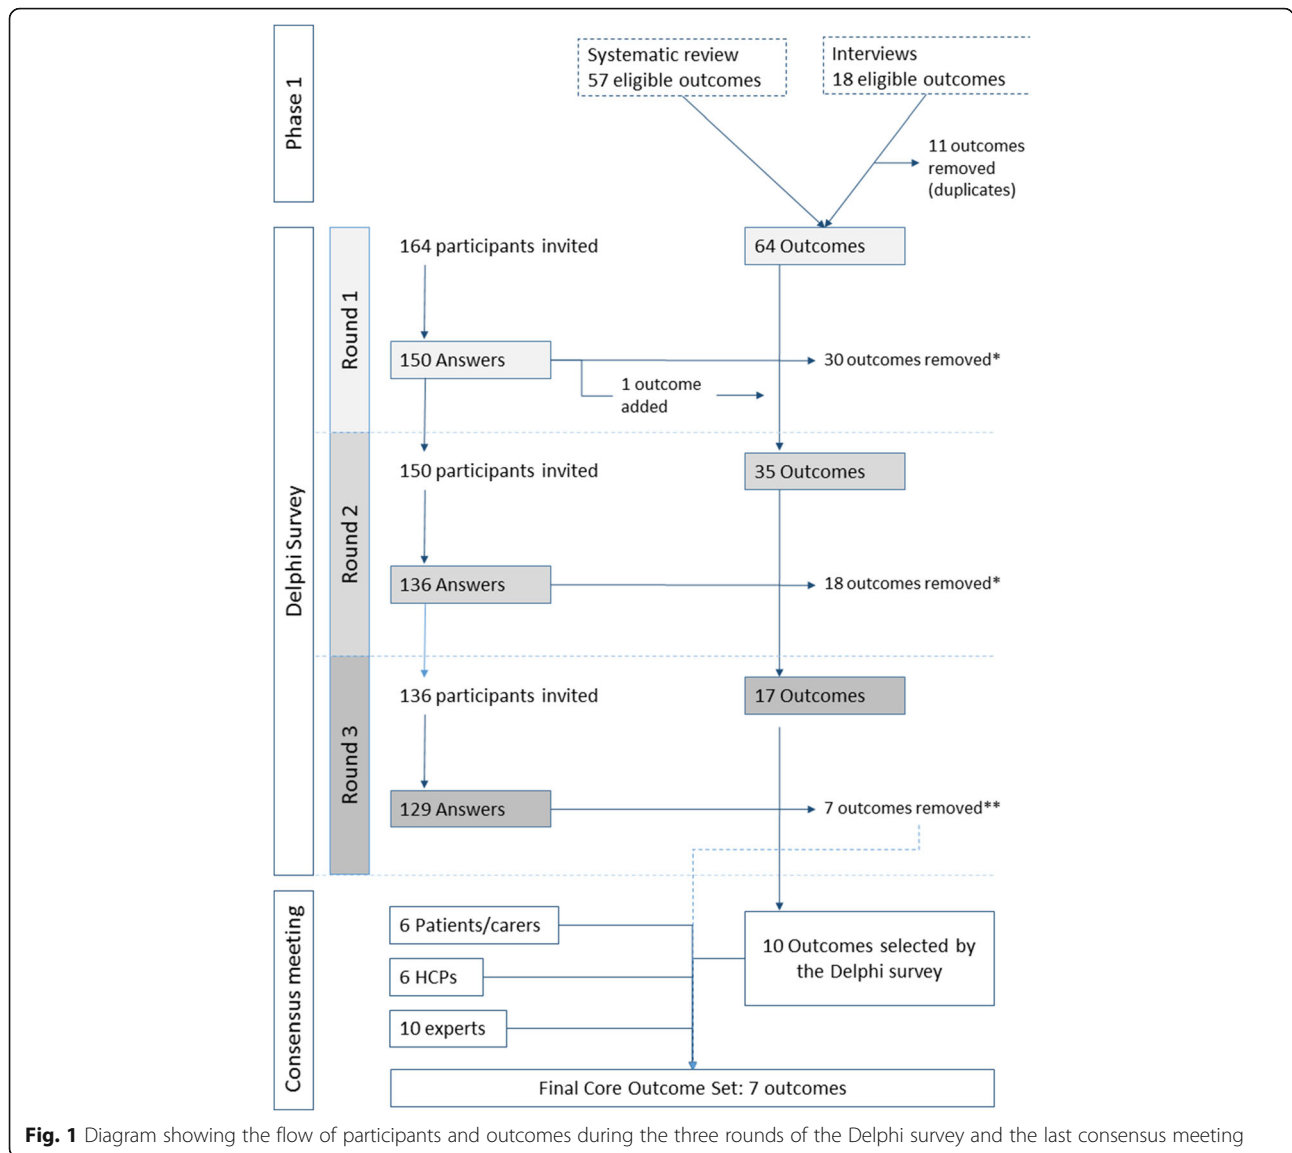 Phase 1
Systematic review
57 eligible outcomes
Interviews
18 eligible outcomes
11 outcomes
removed
(duplicates)
Delphi Survey
Round 1
164 participants invited
64 Outcomes
150 Answers
30 outcomes removed*
1 outcome
added
Round 2
150 participants invited
35 Outcomes
136 Answers
18 outcomes removed*
Round 3
136 participants invited
17 Outcomes
129 Answers
7 outcomes removed**
Consensus meeting
6 Patients/carers
6 HCPs
10 experts
10 Outcomes selected by
the Delphi survey
Final Core Outcome Set: 7 outcomes
Fig. 1 Diagram showing the flow of participants and outcomes during the three rounds of the Delphi survey and the last consensus meeting